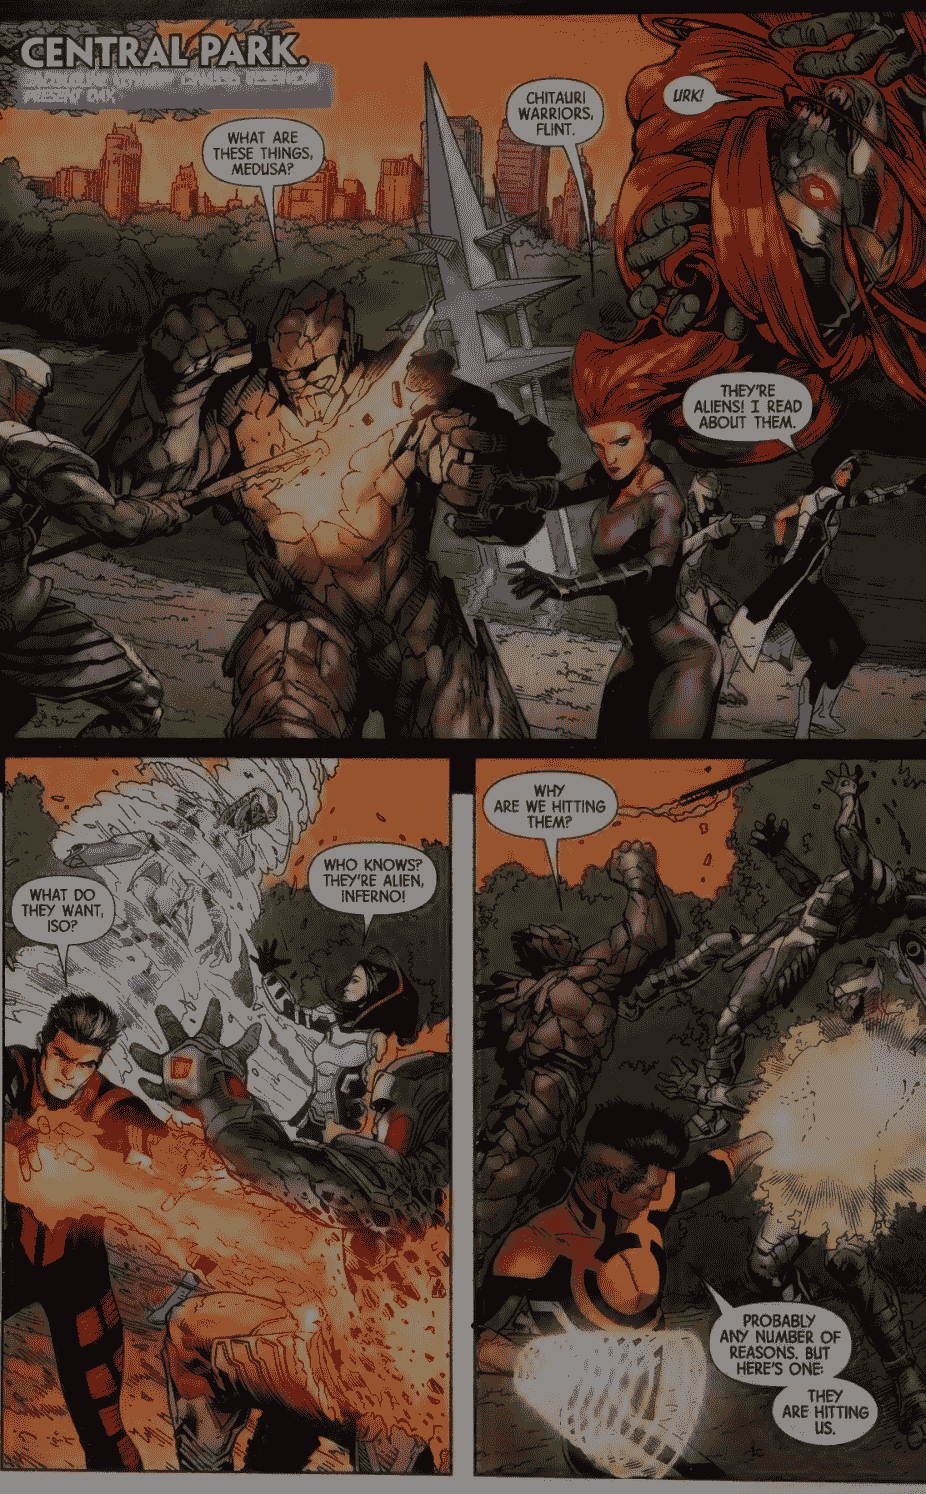 CENTRAL PARK.
PRESENT DAY.
WHAT ARE
THESE THINGS,
MEDUSA?
CHITAURI
WARRIORS,
FLINT.
URK!
THEY'RE
ALIENS! I READ
ABOUT THEM.
WHAT DO
THEY WANT,
ISO?
WHO KNOWS?
THEY'RE ALIEN,
INFERNO!
WHY
ARE WE HITTING
THEM?
PROBABLY
ANY NUMBER OF
REASONS. BUT
HERE'S ONE:
THEY
ARE HITTING
US.